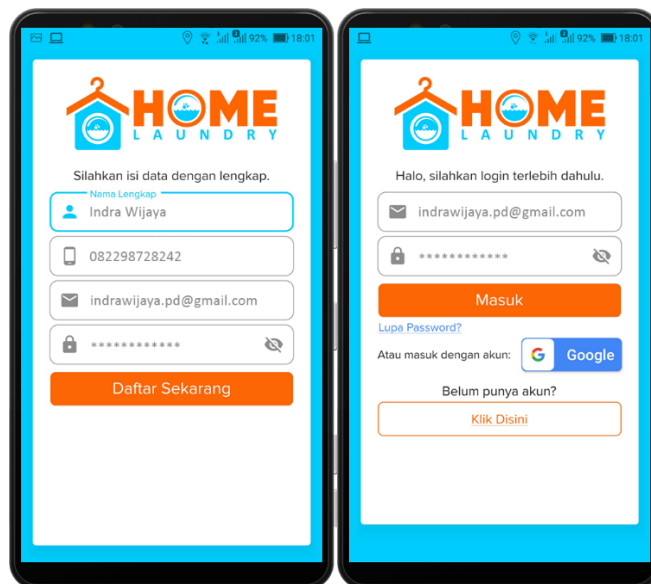 92% 18:01
HOME
LAUNDRY
Silahkan isi data dengan lengkap.
Nama Lengkap
Indra Wijaya
082298728242
indrawijaya.pd@gmail.com
************
Daftar Sekarang
92% 18:01
HOME
LAUNDRY
Halo, silahkan login terlebih dahulu.
indrawijaya.pd@gmail.com
************
Masuk
Lupa Password?
Atau masuk dengan akun: G Google
Belum punya akun?
Klik Disini